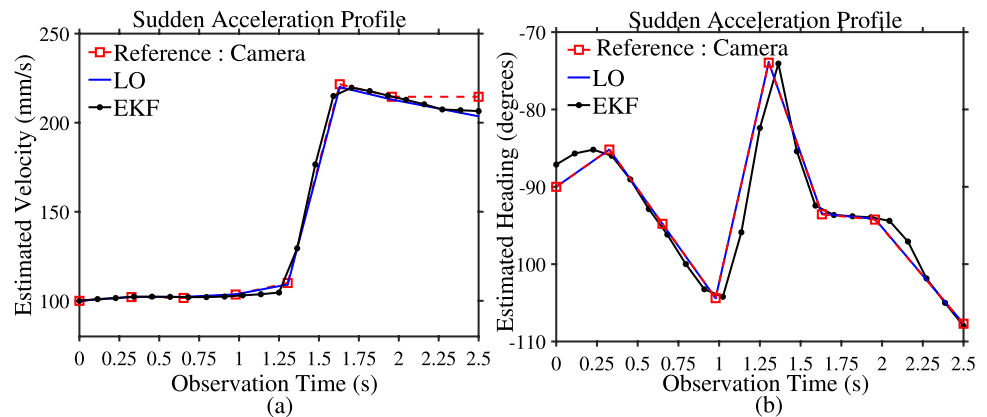 Sudden Acceleration Profile
250
200
150
100
Estimated Velocity (mm/s)
Reference : Camera
LO
EKF
0 0.25 0.5 0.75 1 1.25 1.5 1.75 2 2.25 2.5
Observation Time (s)
(a)
Sudden Acceleration Profile
-70
-80
-90
-100
-110
Estimated Heading (degrees)
Reference : Camera
LO
EKF
0 0.25 0.5 0.75 1 1.25 1.5 1.75 2 2.25 2.5
Observation Time (s)
(b)